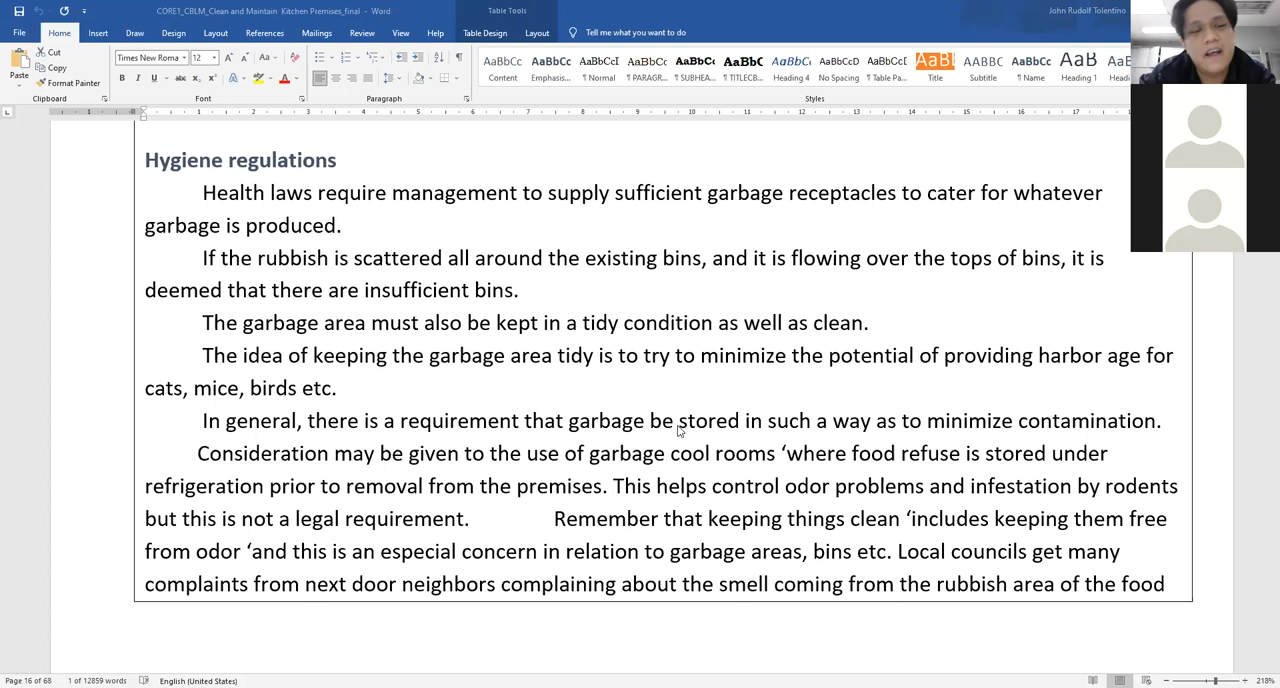 CORE1_CBLM_Clean and Maintain Kitchen Premises_final - Word
Table Tools
John Rudolf Tolentino
File Home Insert Draw Design Layout References Mailings Review View Help Table Design Layout Tell me what you want to do
Paste
Cut
Copy
Format Painter
Clipboard
Times New Roma 12
Font
Paragraph
AaBbCc AaBbCc AaBbCcI AaBbCc AaBbCc AaBbC AaBbCc AaBbCcD AaBbCc AaBl AABBC AaBbCc AaB
Content Emphasis... ¶ Normal ¶ PARAGR... ¶ SUBHEA... ¶ TITLECB... Heading 4 No Spacing ¶ Table Pa... Title Subtitle ¶ Name Heading 1
Styles
Hygiene regulations
Health laws require management to supply sufficient garbage receptacles to cater for whatever
garbage is produced.
If the rubbish is scattered all around the existing bins, and it is flowing over the tops of bins, it is
deemed that there are insufficient bins.
The garbage area must also be kept in a tidy condition as well as clean.
The idea of keeping the garbage area tidy is to try to minimize the potential of providing harbor age for
cats, mice, birds etc.
In general, there is a requirement that garbage be stored in such a way as to minimize contamination.
Consideration may be given to the use of garbage cool rooms ‘where food refuse is stored under
refrigeration prior to removal from the premises. This helps control odor problems and infestation by rodents
but this is not a legal requirement. Remember that keeping things clean ‘includes keeping them free
from odor ‘and this is an especial concern in relation to garbage areas, bins etc. Local councils get many
complaints from next door neighbors complaining about the smell coming from the rubbish area of the food
Page 16 of 68 1 of 12859 words English (United States) 218%